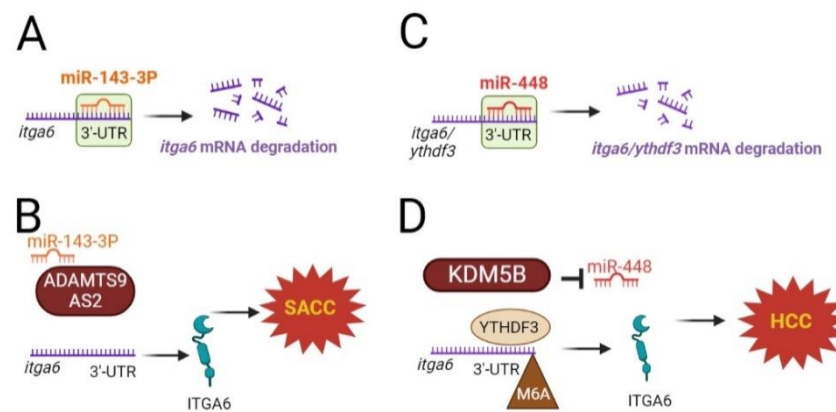 A
miR-143-3P
itga6
3'-UTR
itga6 mRNA degradation
B
miR-143-3P
ADAMTS9
AS2
itga6
3'-UTR
ITGA6
SACC
C
miR-448
itga6/
ythdf3
3'-UTR
itga6/ythdf3 mRNA degradation
D
KDM5B
miR-448
YTHDF3
itga6
3'-UTR
M6A
ITGA6
HCC